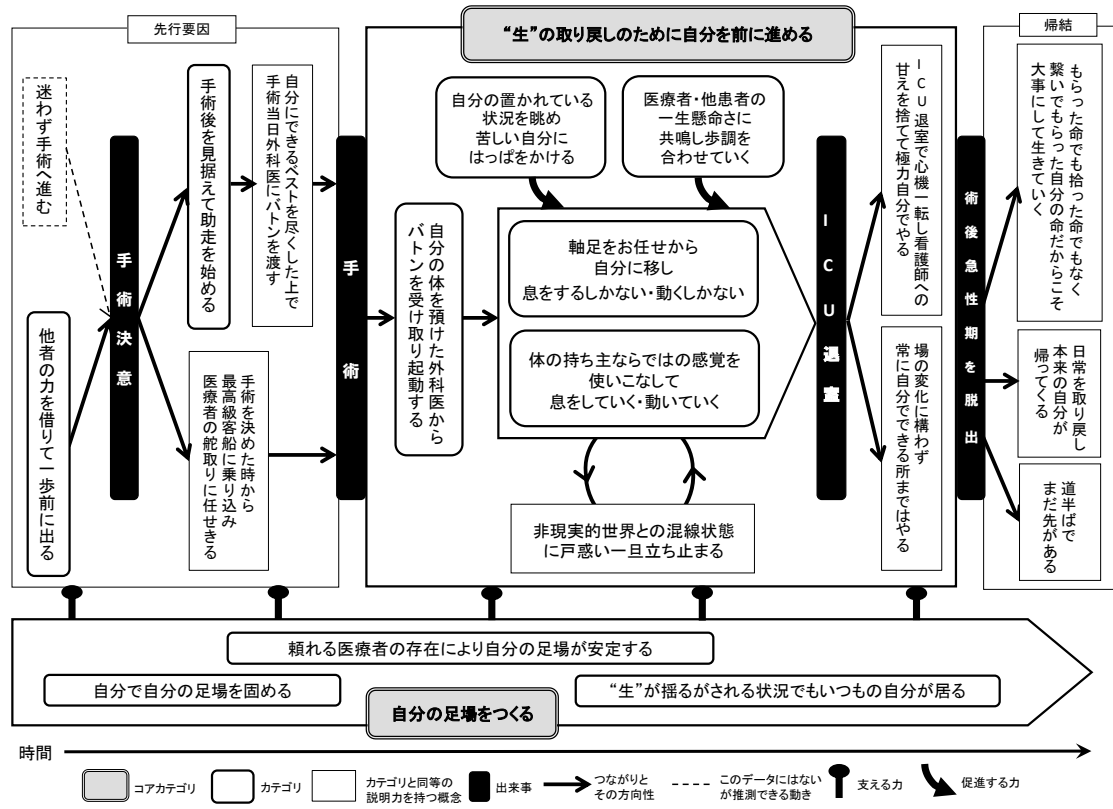 先行要因
迷わず手術へ進む
他者の力を借りて一歩前に出る
手術決意
手術後を見据えて助走を始める
自分にできるベストを尽くした上で
手術当日外科医にバトンを渡す
手術を決めた時から
最高級客船に乗り込み
医療者の舵取りに任せきる
手術
“生”の取り戻しのために自分を前に進める
自分の体を預けた外科医から
バトンを受け取り起動する
自分の置かれている
状況を眺め
苦しい自分に
はっぱをかける
医療者・他患者の
一生懸命さに
共鳴し歩調を
合わせていく
軸足をお任せから
自分に移し
息をするしかない・動くしかない
体の持ち主ならではの感覚を
使いこなして
息をしていく・動いていく
非現実的世界との混線状態
に戸惑い一旦立ち止まる
ICU退室
ICU退室で心機一転し看護師への
甘えを捨てて極力自分でやる
場の変化に構わず
常に自分でできる所まではやる
術後急性期を脱出
帰結
もらった命でも拾った命でもなく
繋いでもらった自分の命だからこそ
大事にして生きていく
日常を取り戻し
本来の自分が
帰ってくる
道半ばで
まだ先がある
頼れる医療者の存在により自分の足場が安定する
自分で自分の足場を固める
“生”が揺るがされる状況でもいつもの自分が居る
自分の足場をつくる
時間
コアカテゴリ
カテゴリ
カテゴリと同等の
説明力を持つ概念
出来事
つながりと
その方向性
このデータにはない
が推測できる動き
支える力
促進する力